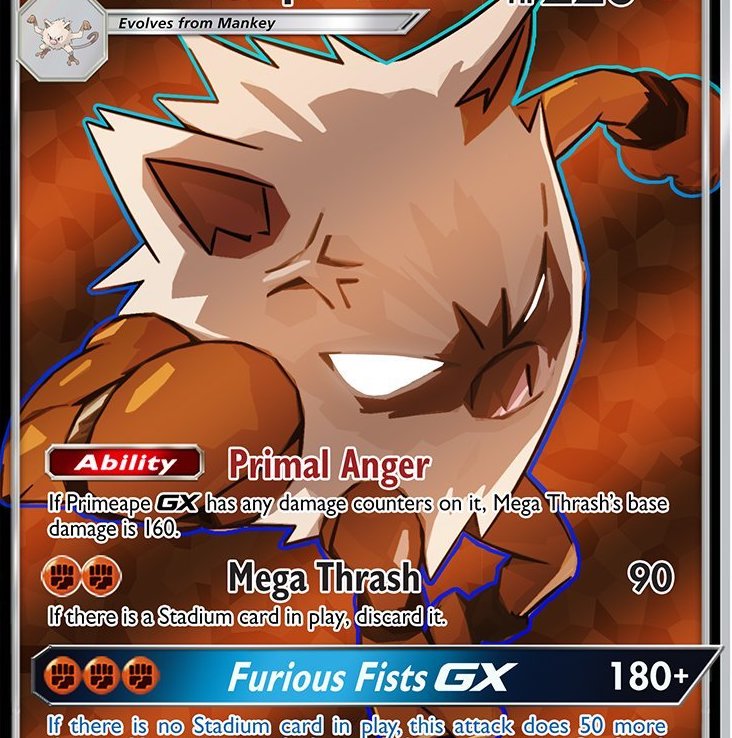 Evolves from Mankey
Ability Primal Anger
If Primeape GX has any damage counters on it, Mega Thrash's base
damage is 160.
Mega Thrash 90
If there is a Stadium card in play, discard it.
Furious Fists GX 180+
If there is no Stadium card in play, this attack does 50 more